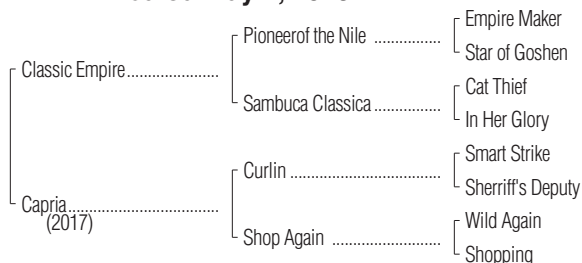 Pioneerof the Nile ................
Empire Maker
Star of Goshen
Classic Empire......................
Sambuca Classica ................
Cat Thief
In Her Glory
Curlin .............................
Smart Strike
Sherriff's Deputy
Capria....................................
(2017)
Shop Again ...................
Wild Again
Shopping